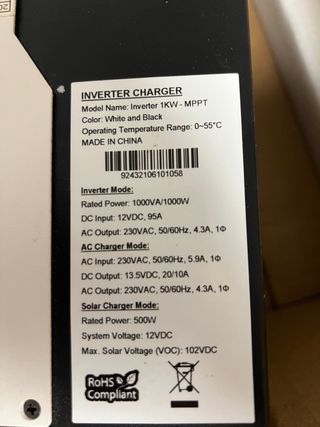 INVERTER CHARGER
Model Name: Inverter 1KW - MPPT
Color: White and Black
Operating Temperature Range: 0~55°C
MADE IN CHINA
92432106101058
Inverter Mode:
Rated Power: 1000VA/1000W
DC Input: 12VDC, 95A
AC Output: 230VAC, 50/60Hz, 4.3A, 1Φ
AC Charger Mode:
AC Input: 230VAC, 50/60Hz, 5.9A, 1Φ
DC Output: 13.5VDC, 20/10A
AC Output: 230VAC, 50/60Hz, 4.3A, 1Φ
Solar Charger Mode:
Rated Power: 500W
System Voltage: 12VDC
Max. Solar Voltage (VOC): 102VDC
RoHS
Compliant